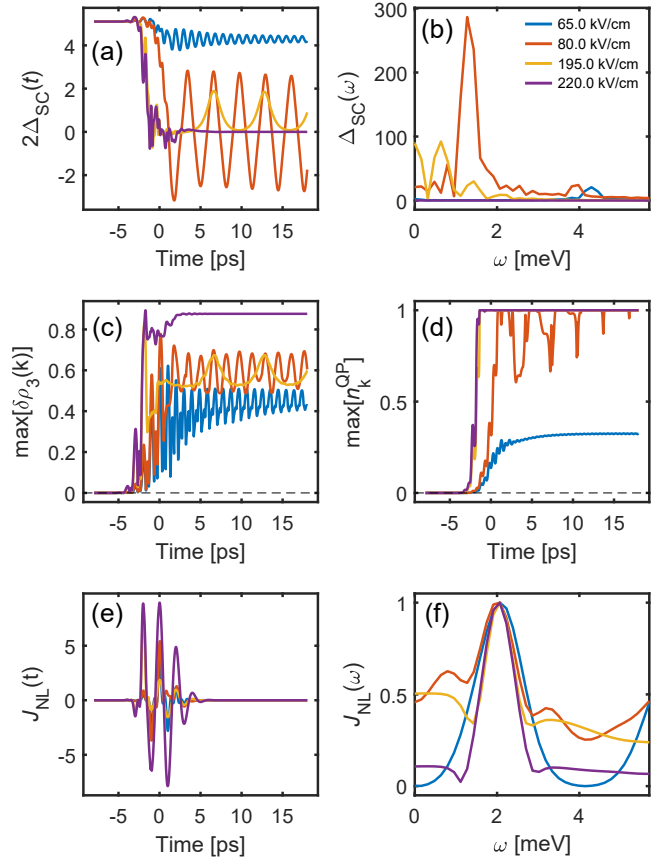 (a)
2Δ_SC(t)
4
2
0
-2
-5 0 5 10 15
Time [ps]
(b)
65.0 kV/cm
80.0 kV/cm
195.0 kV/cm
220.0 kV/cm
Δ_SC(ω)
300
200
100
0
0 2 4
ω [meV]
(c)
max[δρ₃(k)]
0.8
0.6
0.4
0.2
0
-5 0 5 10 15
Time [ps]
(d)
max[n_k^QP]
1
0.5
0
-5 0 5 10 15
Time [ps]
(e)
J_NL(t)
5
0
-5
-5 0 5 10 15
Time [ps]
(f)
J_NL(ω)
1
0.5
0
0 2 4
ω [meV]